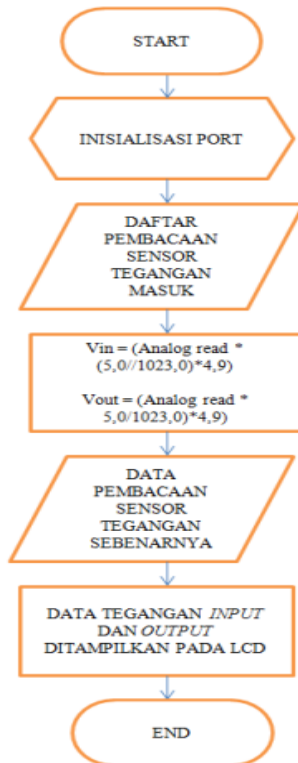 START
INISIALISASI PORT
DAFTAR
PEMBACAAN
SENSOR
TEGANGAN
MASUK
Vin = (Analog read *
(5,0//1023,0)*4,9)
Vout = (Analog read *
5,0/1023,0)*4,9)
DATA
PEMBACAAN
SENSOR
TEGANGAN
SEBENARNYA
DATA TEGANGAN INPUT
DAN OUTPUT
DITAMPILKAN PADA LCD
END